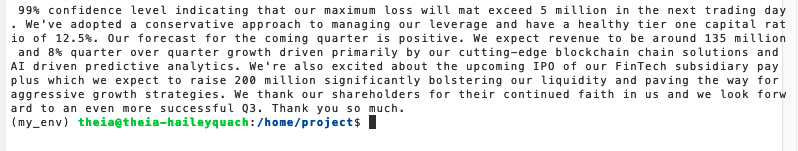 99% confidence level indicating that our maximum loss will mat exceed 5 million in the next trading day
. We've adopted a conservative approach to managing our leverage and have a healthy tier one capital rat
io of 12.5%. Our forecast for the coming quarter is positive. We expect revenue to be around 135 million
and 8% quarter over quarter growth driven primarily by our cutting-edge blockchain chain solutions and
AI driven predictive analytics. We're also excited about the upcoming IPO of our FinTech subsidiary pay
plus which we expect to raise 200 million significantly bolstering our liquidity and paving the way for
aggressive growth strategies. We thank our shareholders for their continued faith in us and we look forw
ard to an even more successful Q3. Thank you so much.
(my_env) theia@theia-haileyquach:/home/project$